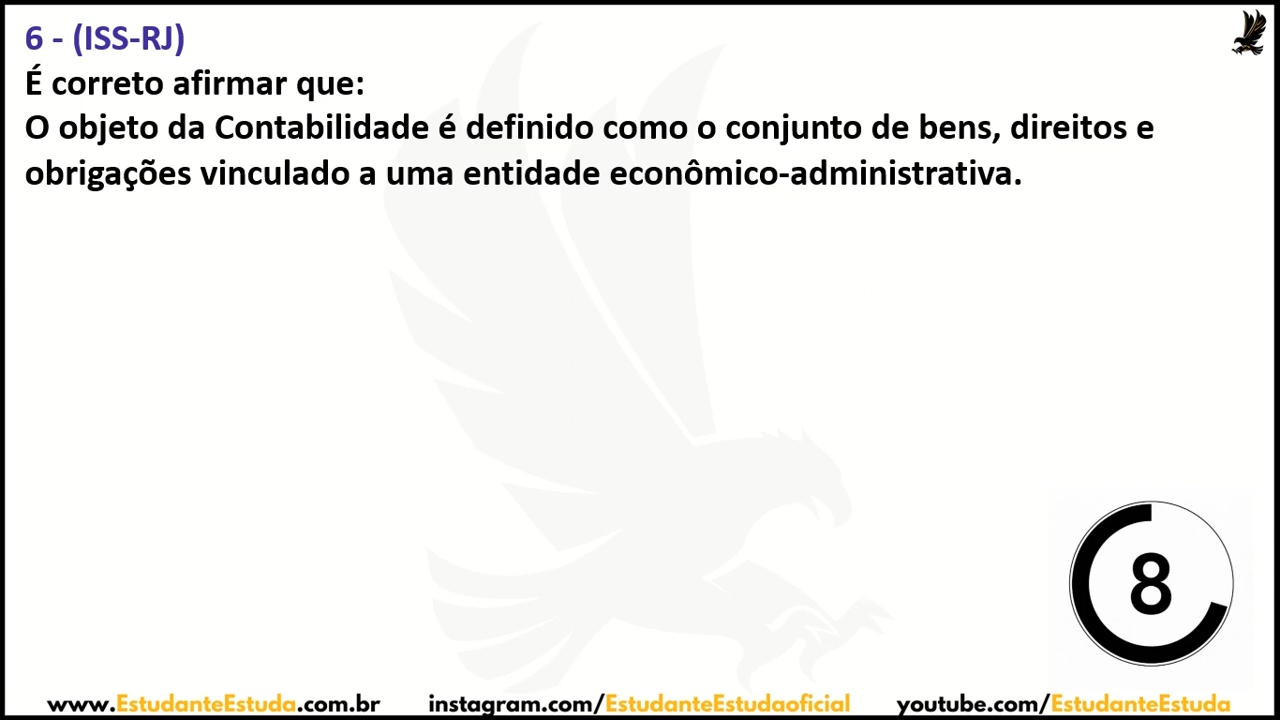 6 - (ISS-RJ)
É correto afirmar que:
O objeto da Contabilidade é definido como o conjunto de bens, direitos e
obrigações vinculado a uma entidade econômico-administrativa.
8
www.EstudanteEstuda.com.br instagram.com/EstudanteEstudaoficial youtube.com/EstudanteEstuda